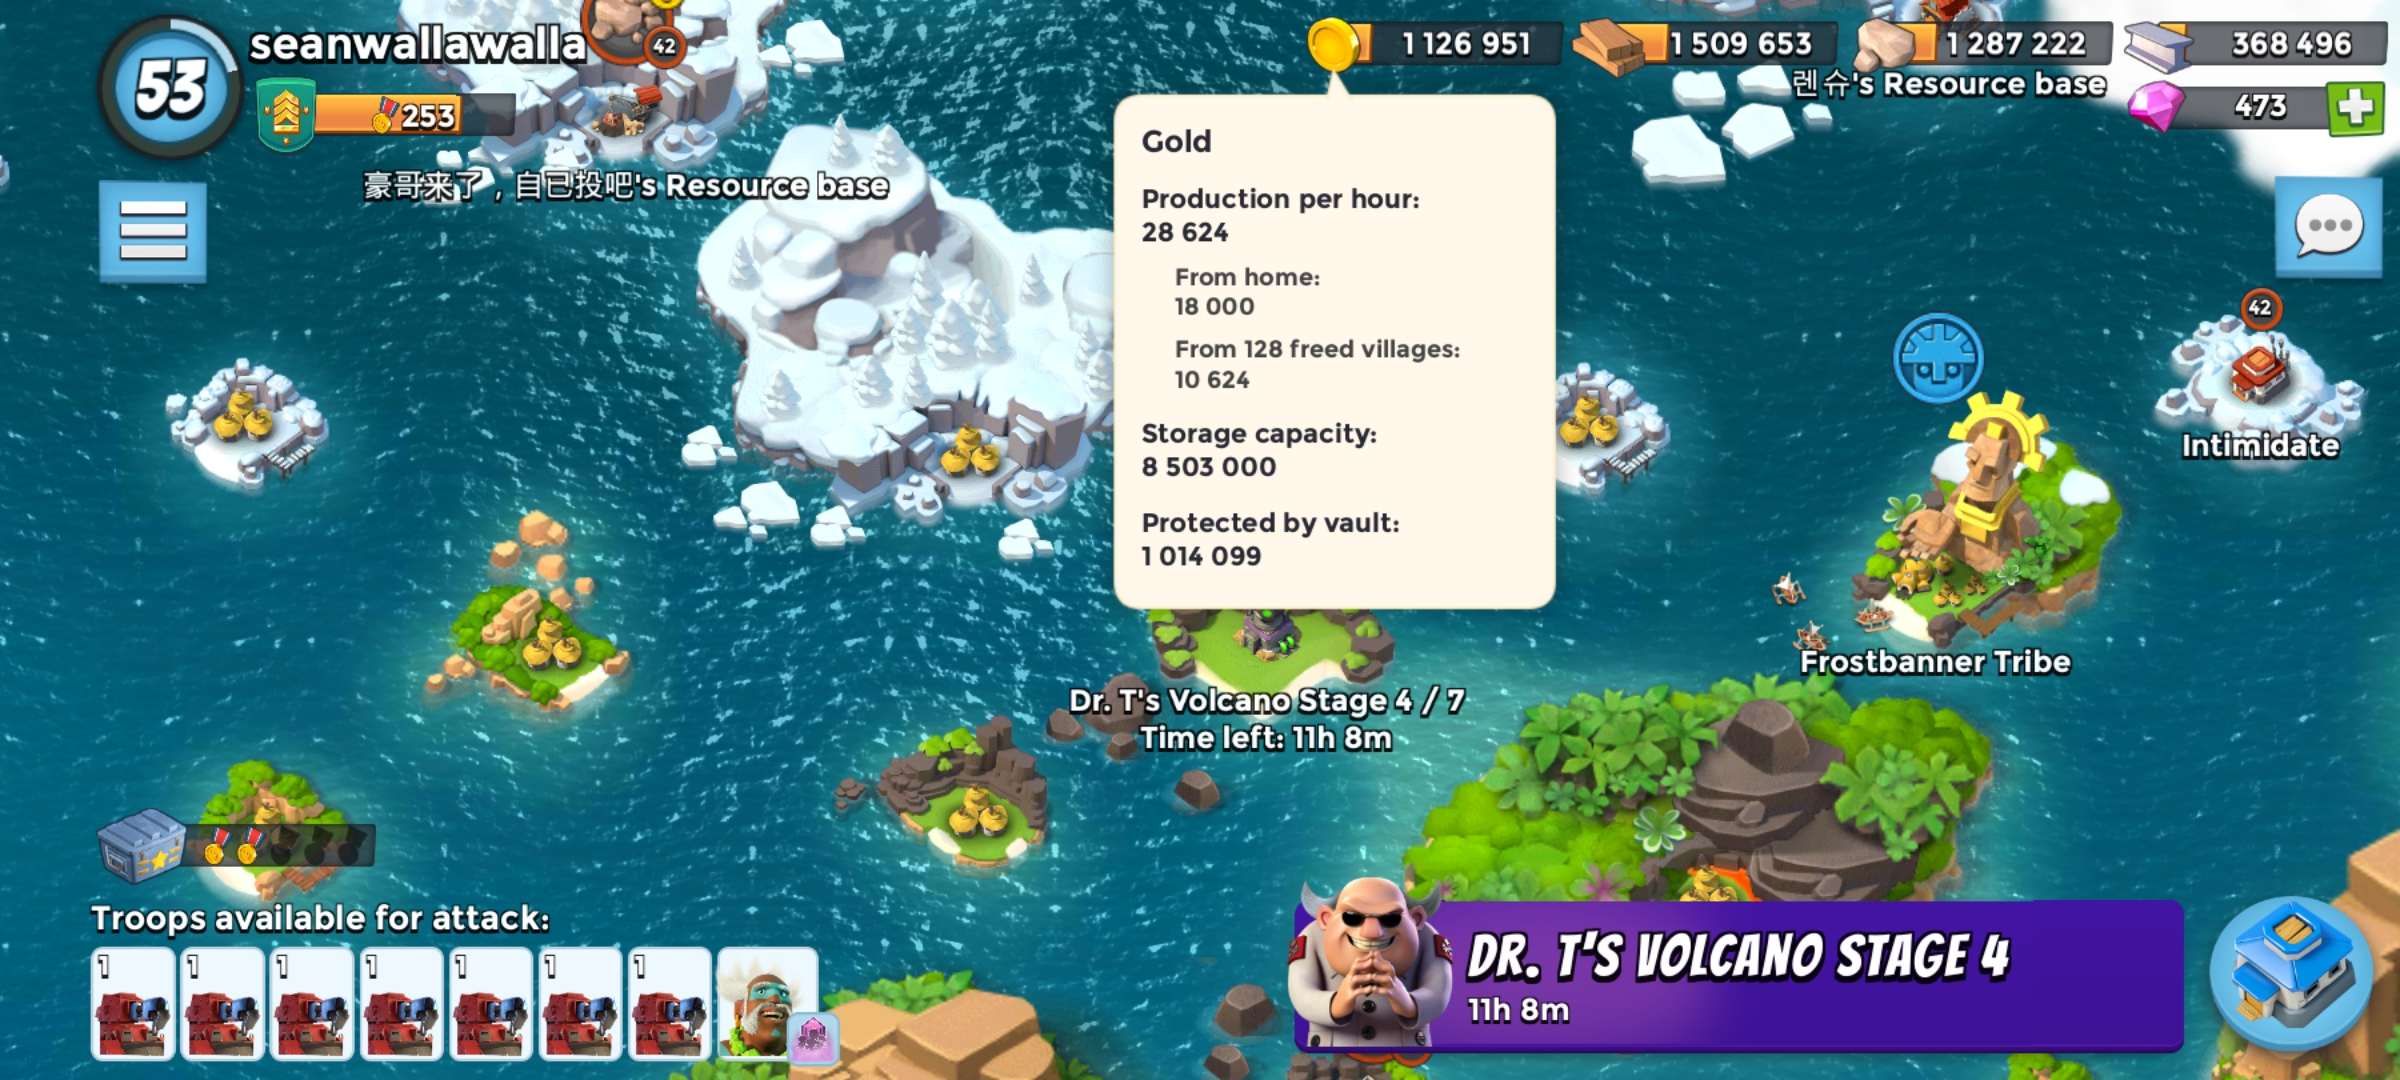 53
seanwallawalla
42
253
1 126 951
1 509 653
1 287 222
368 496
렌슈's Resource base
473
豪哥来了，自已投吧's Resource base
Gold
Production per hour:
28 624
From home:
18 000
From 128 freed villages:
10 624
Storage capacity:
8 503 000
Protected by vault:
1 014 099
42
Intimidate
Frostbanner Tribe
Dr. T's Volcano Stage 4 / 7
Time left: 11h 8m
Troops available for attack:
1 1 1 1 1 1 1
DR. T'S VOLCANO STAGE 4
11h 8m